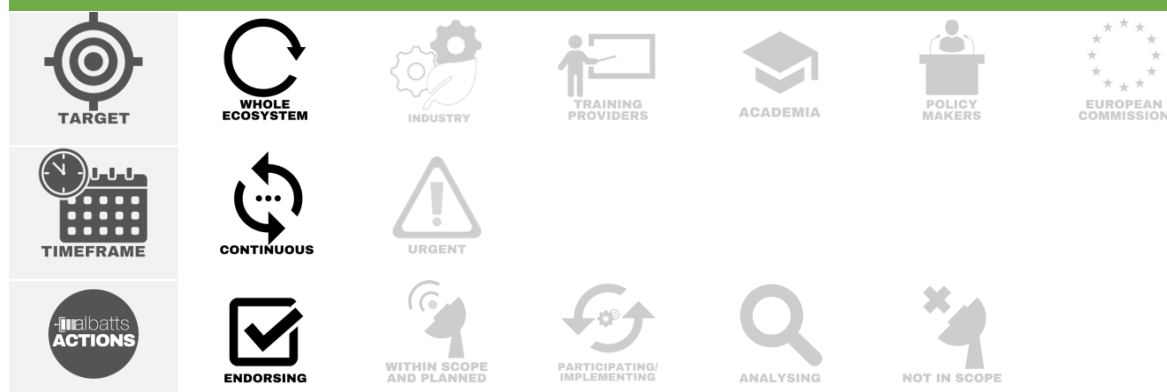 TARGET
WHOLE
ECOSYSTEM
INDUSTRY
TRAINING
PROVIDERS
ACADEMIA
POLICY
MAKERS
EUROPEAN
COMMISSION
TIMEFRAME
CONTINUOUS
URGENT
albatts
ACTIONS
ENDORSING
WITHIN SCOPE
AND PLANNED
PARTICIPATING/
IMPLEMENTING
ANALYSING
NOT IN SCOPE